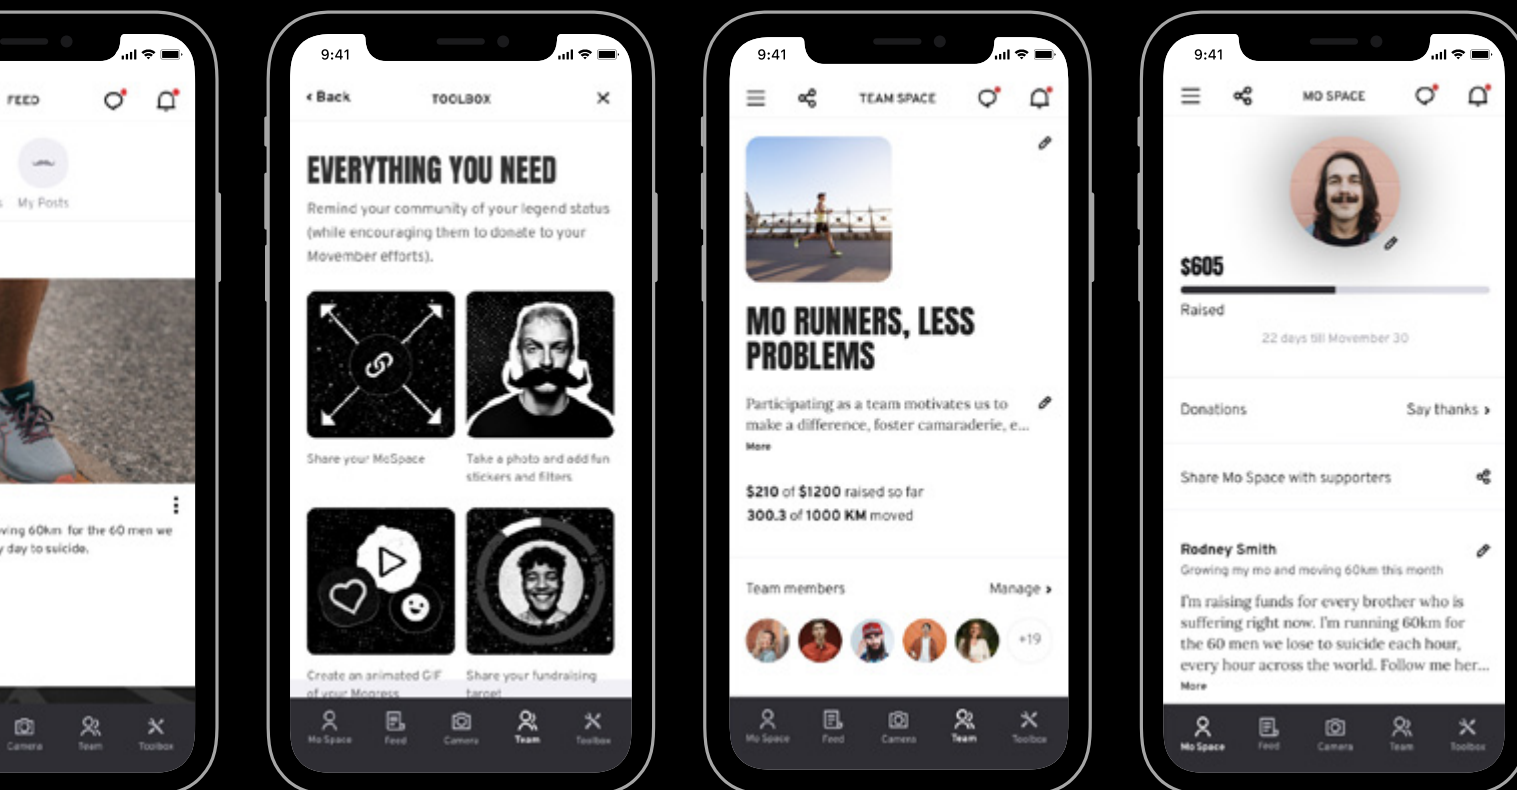 FEED
My Posts
ving 60km for the 60 men we
day to suicide.
Camera
Team
Toolbox
9:41
Back
TOOLBOX
EVERYTHING YOU NEED
Remind your community of your legend status
(while encouraging them to donate to your
Movember efforts).
Share your MoSpace
Take a photo and add fun
stickers and filters
Create an animated GIF
of your Mogress
Share your fundraising
target
Mo Space
Feed
Camera
Team
Toolbox
9:41
TEAM SPACE
MO RUNNERS, LESS
PROBLEMS
Participating as a team motivates us to
make a difference, foster camaraderie, e...
More
$210 of $1200 raised so far
300.3 of 1000 KM moved
Team members
Manage
+19
Mo Space
Feed
Camera
Team
Toolbox
9:41
MO SPACE
$605
Raised
22 days till Movember 30
Donations
Say thanks
Share Mo Space with supporters
Rodney Smith
Growing my mo and moving 60km this month
I'm raising funds for every brother who is
suffering right now. I'm running 60km for
the 60 men we lose to suicide each hour,
every hour across the world. Follow me her...
More
Mo Space
Feed
Camera
Team
Toolbox